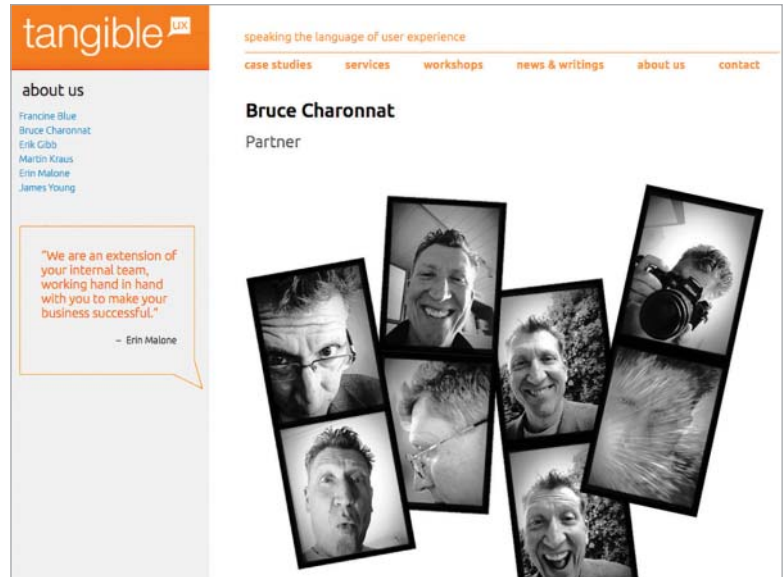 tangible ux
speaking the language of user experience
case studies services workshops news & writings about us contact
about us
Francine Blue
Bruce Charonnat
Erik Gibb
Martin Kraus
Erin Malone
James Young
"We are an extension of
your internal team,
working hand in hand
with you to make your
business successful."
– Erin Malone
Bruce Charonnat
Partner